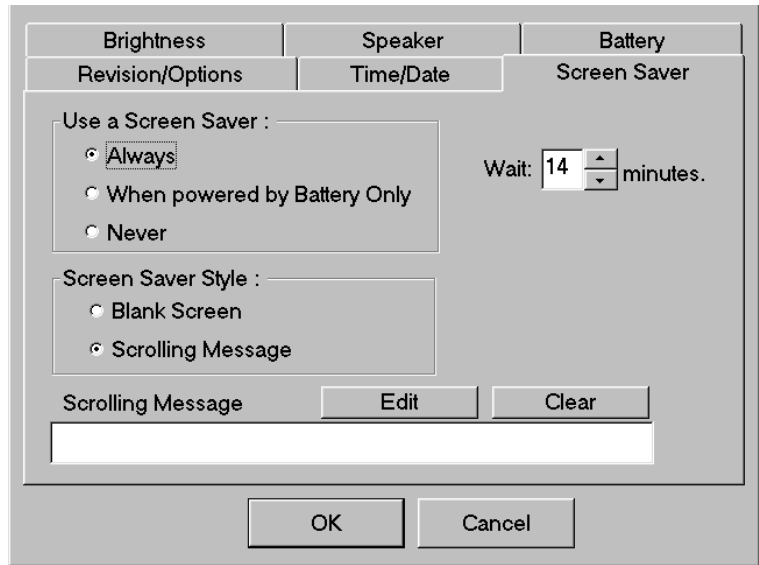 Brightness Speaker Battery
Revision/Options Time/Date Screen Saver
Use a Screen Saver :
Always
When powered by Battery Only
Never
Wait: 14 minutes.
Screen Saver Style :
Blank Screen
Scrolling Message
Scrolling Message Edit Clear
OK Cancel